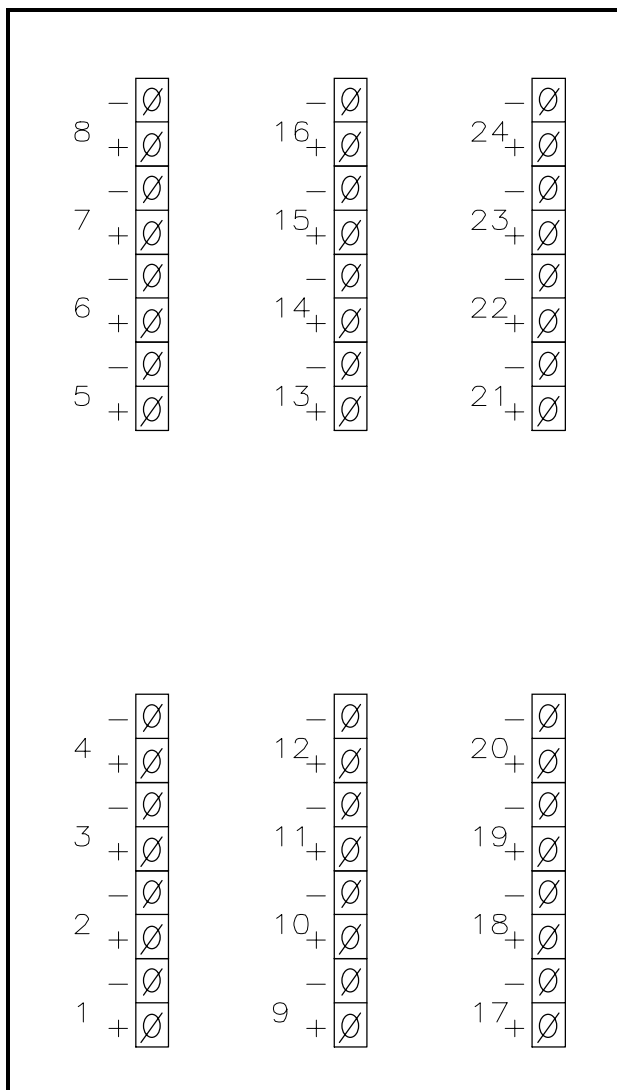 − − −
8 + 16 + 24 +
− − −
7 + 15 + 23 +
− − −
6 + 14 + 22 +
− − −
5 + 13 + 21 +
− − −
4 + 12 + 20 +
− − −
3 + 11 + 19 +
− − −
2 + 10 + 18 +
− − −
1 + 9 + 17 +